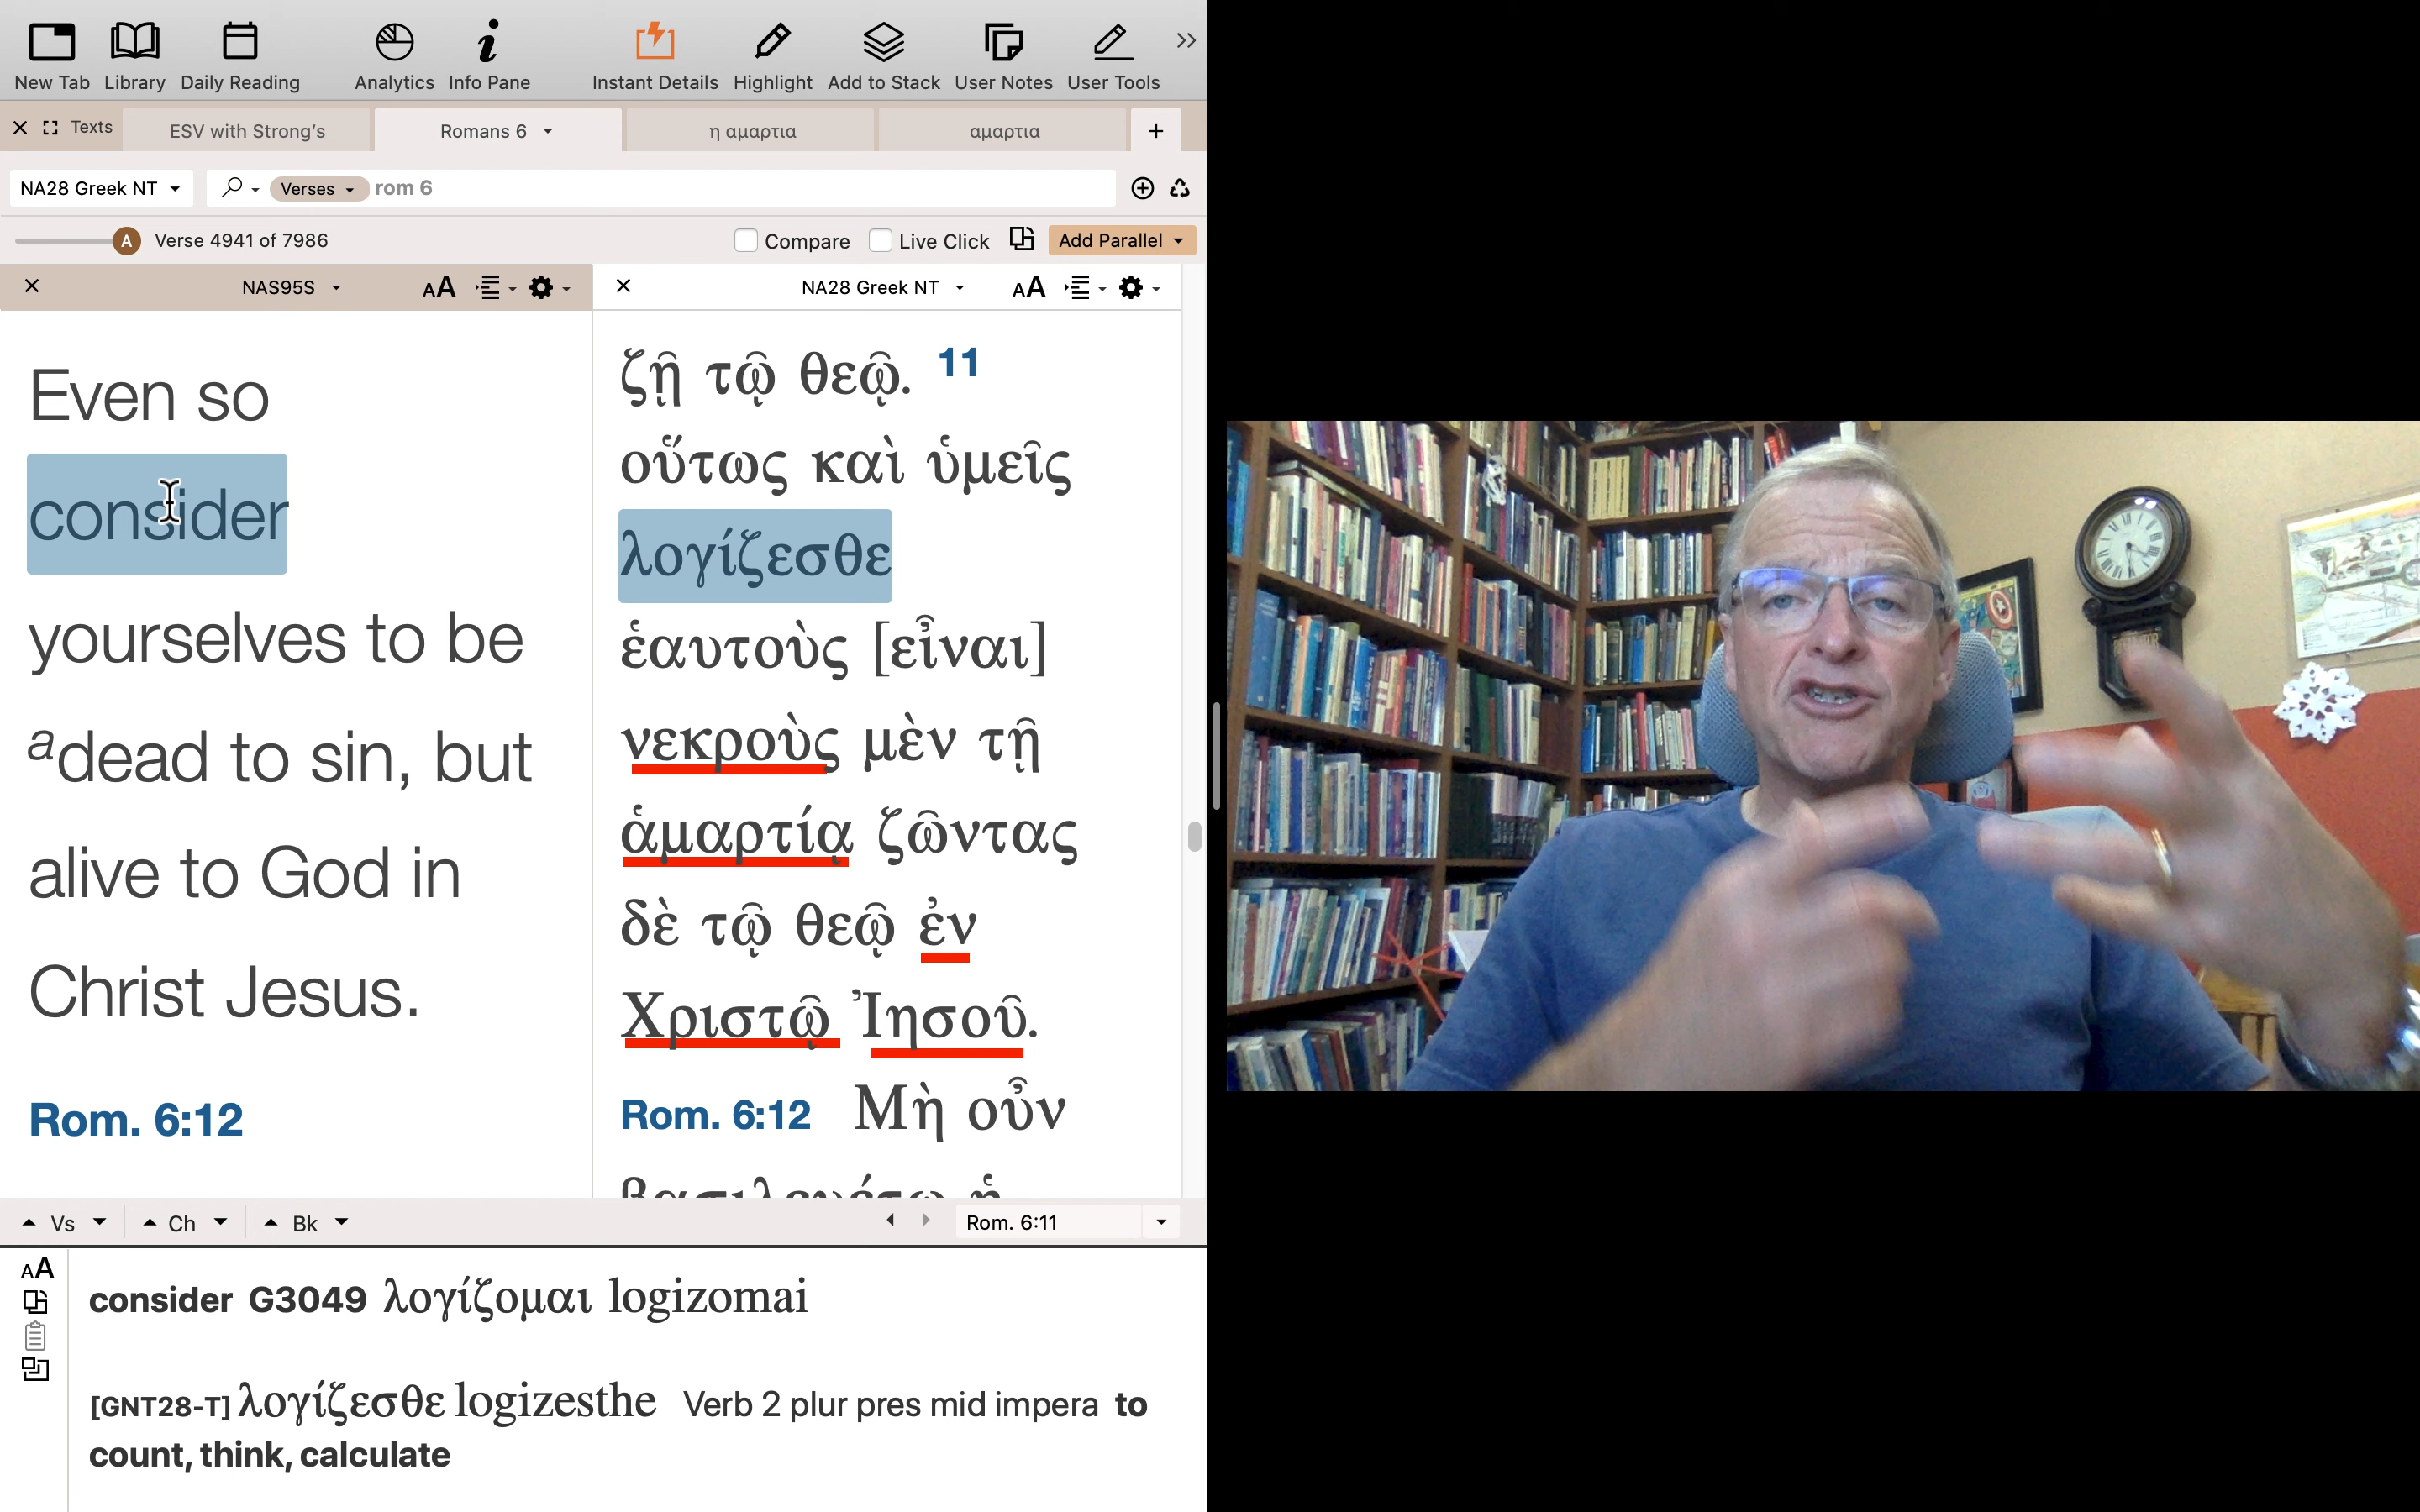 New Tab Library Daily Reading Analytics Info Pane Instant Details Highlight Add to Stack User Notes User Tools
Texts ESV with Strong's Romans 6 η αμαρτια αμαρτια +
NA28 Greek NT Verses rom 6
A Verse 4941 of 7986 Compare Live Click Add Parallel
NAS95S AA
Even so
consider
yourselves to be
a dead to sin, but
alive to God in
Christ Jesus.
Rom. 6:12
NA28 Greek NT AA
ζῇ τῷ θεῷ. 11
οὕτως καὶ ὑμεῖς
λογίζεσθε
ἑαυτοὺς [εἶναι]
νεκροὺς μὲν τῇ
ἁμαρτίᾳ ζῶντας
δὲ τῷ θεῷ ἐν
Χριστῷ Ἰησοῦ.
Rom. 6:12 Μὴ οὖν
βασιλευέτω ἡ
Vs Ch Bk Rom. 6:11
AA
consider G3049 λογίζομαι logizomai
[GNT28-T] λογίζεσθε logizesthe Verb 2 plur pres mid impera to
count, think, calculate